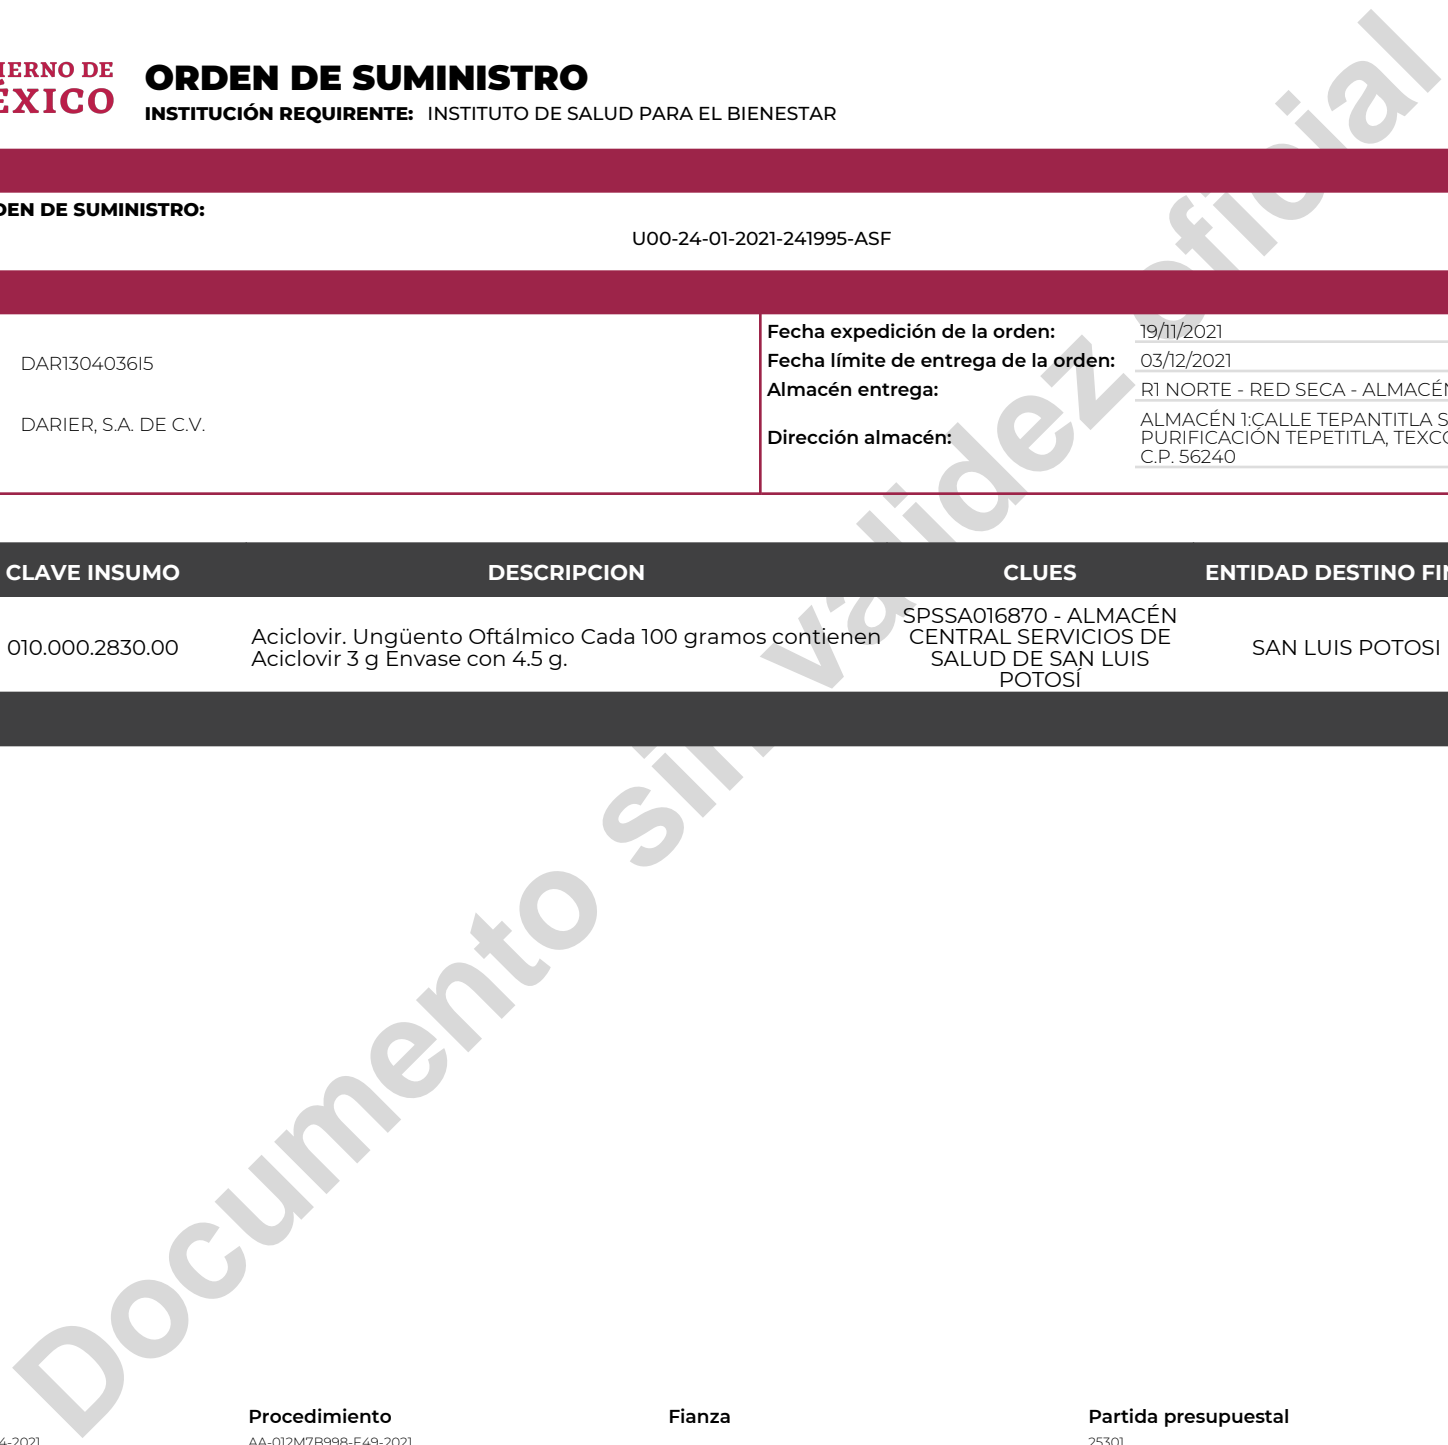 IERNO DE
ÉXICO
ORDEN DE SUMINISTRO
INSTITUCIÓN REQUIRENTE: INSTITUTO DE SALUD PARA EL BIENESTAR
DEN DE SUMINISTRO:
U00-24-01-2021-241995-ASF
DAR1304036I5
DARIER, S.A. DE C.V.
Fecha expedición de la orden: 19/11/2021
Fecha límite de entrega de la orden: 03/12/2021
Almacén entrega: R1 NORTE - RED SECA - ALMACÉN
Dirección almacén:
ALMACÉN 1:CALLE TEPANTITLA S
PURIFICACIÓN TEPETITLA, TEXCO
C.P. 56240
CLAVE INSUMO DESCRIPCION CLUES ENTIDAD DESTINO FIN
010.000.2830.00
Aciclovir. Ungüento Oftálmico Cada 100 gramos contienen
Aciclovir 3 g Envase con 4.5 g.
SPSSA016870 - ALMACÉN
CENTRAL SERVICIOS DE
SALUD DE SAN LUIS
POTOSÍ
SAN LUIS POTOSI
Documento sin validez oficial
Procedimiento Fianza Partida presupuestal
4-2021 AA-012M7B998-E49-2021 25301